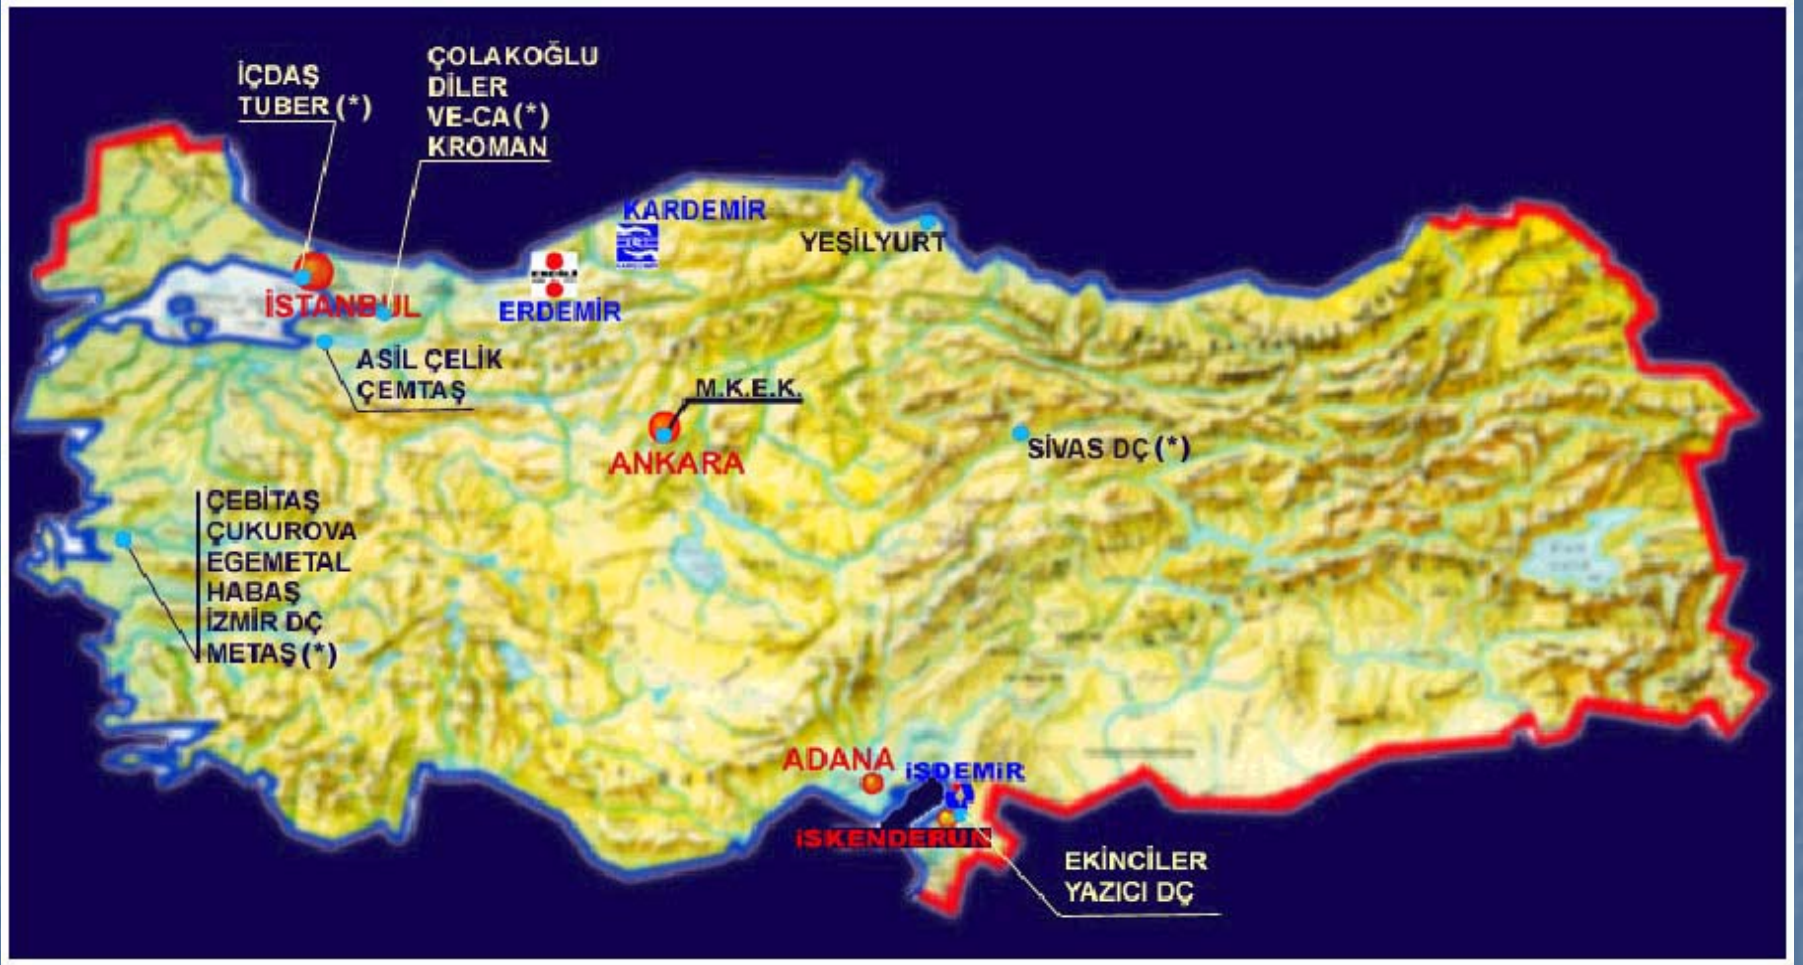 İÇDAŞ
TUBER (*)
ÇOLAKOĞLU
DİLER
VE-CA (*)
KROMAN
KARDEMİR
YEŞİLYURT
İSTANBUL
ERDEMİR
ASİL ÇELİK
ÇEMTAŞ
M.K.E.K.
ANKARA
SİVAS DÇ (*)
ÇEBİTAŞ
ÇUKUROVA
EGEMETAL
HABAŞ
İZMİR DÇ
METAŞ (*)
ADANA
İSDEMİR
İSKENDERUN
EKİNCİLER
YAZICI DÇ